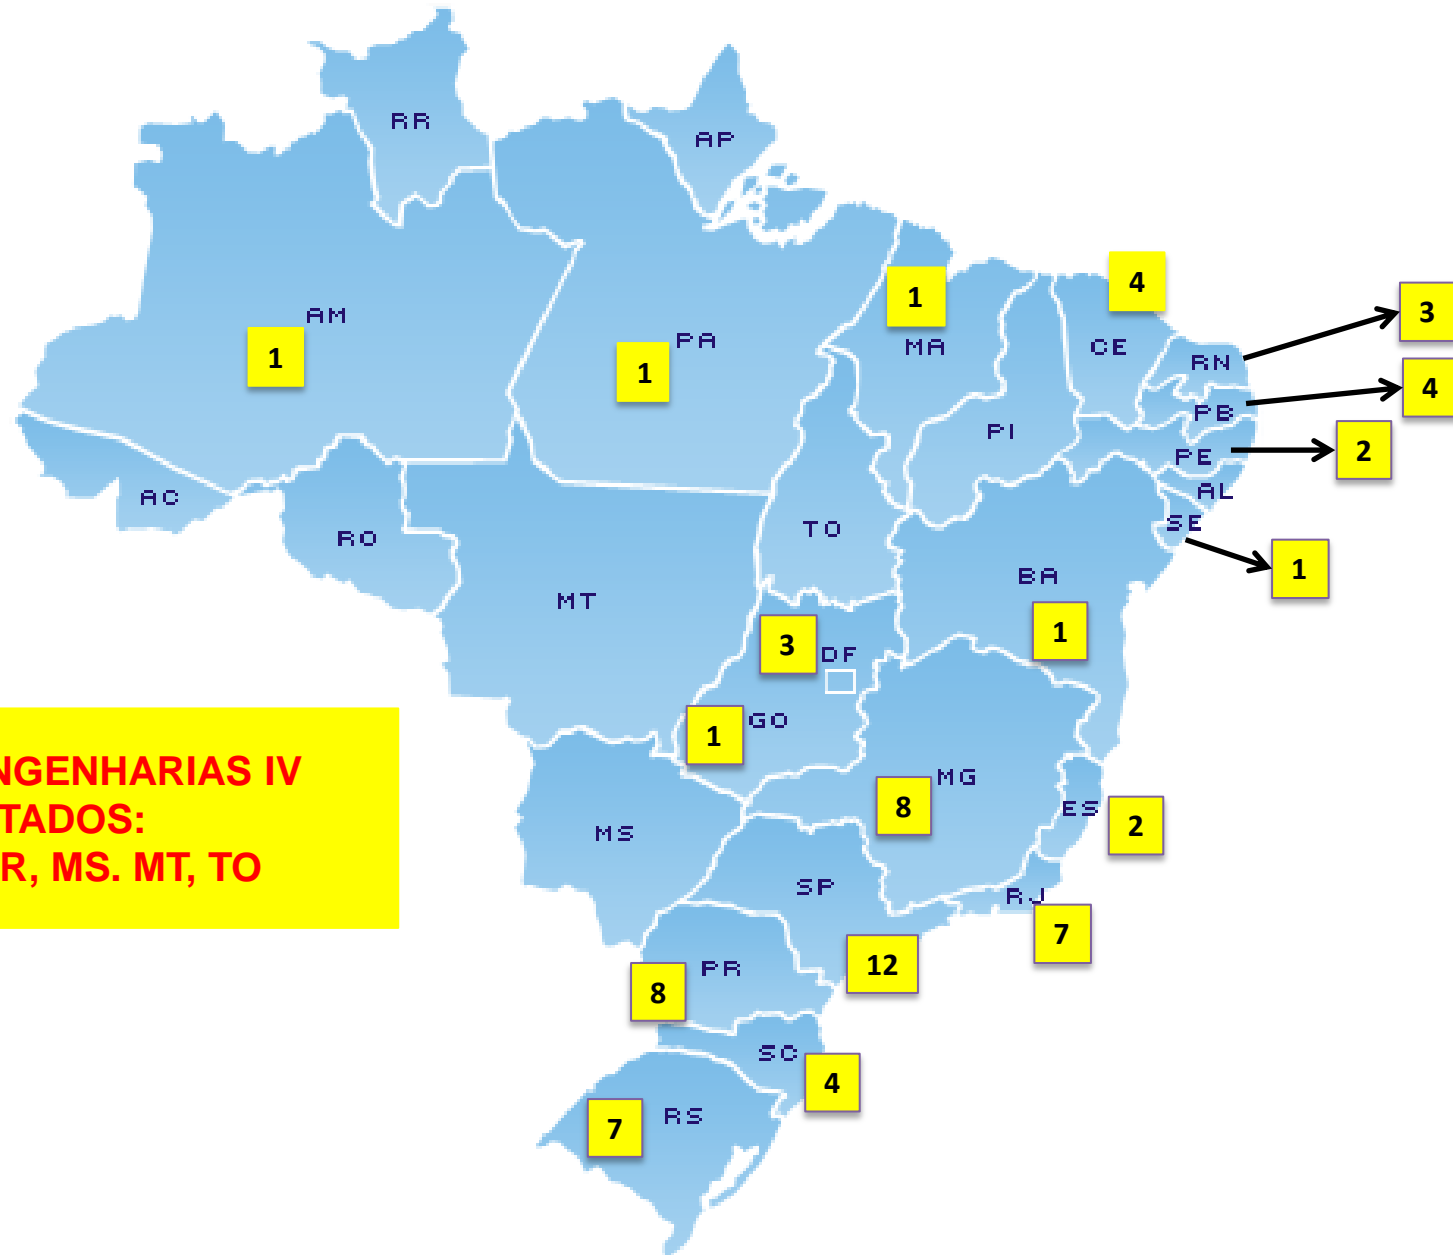 RR
AP
4
1
3
AM
PA
MA
CE
RN
1
1
4
PB
PI
2
PE
AC
AL
TO
SE
RO
1
BA
MT
1
3
DF
1
GO
NGENHARIAS IV
TADOS:
R, MS. MT, TO
MG
8
ES
2
MS
SP
RJ
7
12
PR
8
SC
4
RS
7